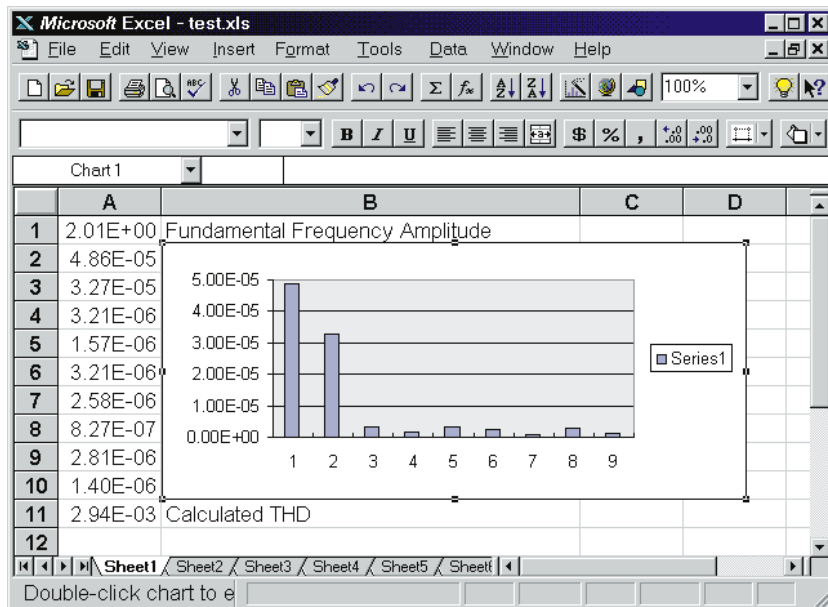 Microsoft Excel - test.xls
File Edit View Insert Format Tools Data Window Help
ABC Σ f× A Z Z A 100% ?
B I U a $ % , .0 .00 .00 .0
Chart 1
A B C D
1 2.01E+00 Fundamental Frequency Amplitude
2 4.86E-05
3 3.27E-05
4 3.21E-06
5 1.57E-06
6 3.21E-06
7 2.58E-06
8 8.27E-07
9 2.81E-06
10 1.40E-06
11 2.94E-03 Calculated THD
12
5.00E-05
4.00E-05
3.00E-05
2.00E-05
1.00E-05
0.00E+00
1 2 3 4 5 6 7 8 9
Series1
Sheet1 Sheet2 Sheet3 Sheet4 Sheet5
Double-click chart to e